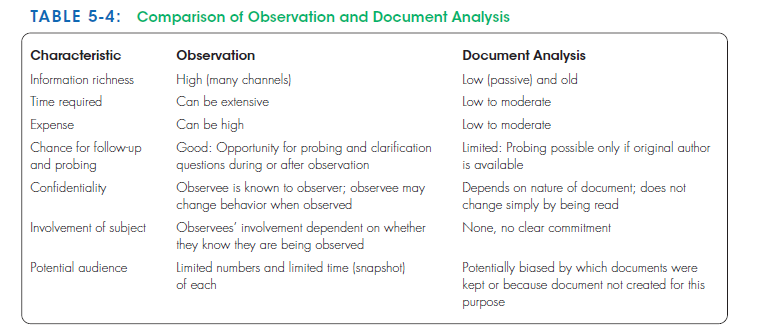 TABLE 5-4: Comparison of Observation and Document Analysis
Characteristic Observation Document Analysis
Information richness High (many channels) Low (passive) and old
Time required Can be extensive Low to moderate
Expense Can be high Low to moderate
Chance for follow-up Good: Opportunity for probing and clarification Limited: Probing possible only if original author
and probing questions during or after observation is available
Confidentiality Observee is known to observer; observee may Depends on nature of document; does not
change behavior when observed change simply by being read
Involvement of subject Observees' involvement dependent on whether None, no clear commitment
they know they are being observed
Potential audience Limited numbers and limited time (snapshot) Potentially biased by which documents were
of each kept or because document not created for this
purpose